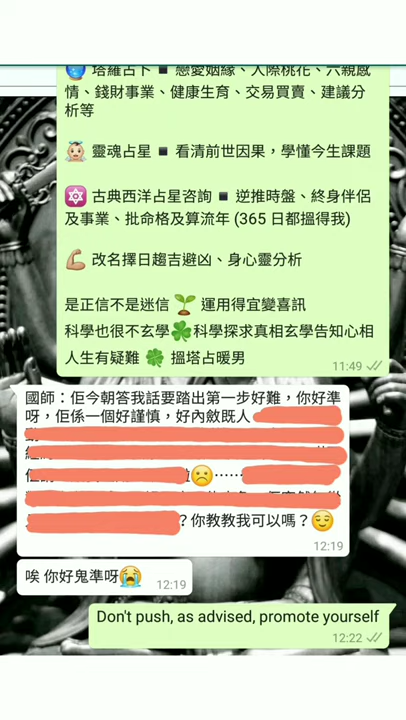 🔮 塔羅占卜 ◾ 戀愛姻緣、人際桃花、六親感
情、錢財事業、健康生育、交易買賣、建議分
析等
👼🏻 靈魂占星 ◾ 看清前世因果，學懂今生課題
🔯 古典西洋占星咨詢 ◾ 逆推時盤、終身伴侶
及事業、批命格及算流年 (365 日都搵得我)
💪🏼 改名擇日趨吉避凶、身心靈分析
是正信不是迷信 🌱 運用得宜變喜訊
科學也很不玄學🍀科學探求真相玄學告知心相
人生有疑難 🍀 搵塔占暖男
11:49
國師：佢今朝答我話要踏出第一步好難，你好準
呀，佢係一個好謹慎，好內斂既人
☹️……
？你教教我可以嗎？😌
12:19
唉 你好鬼準呀😭 12:19
Don't push, as advised, promote yourself
12:22